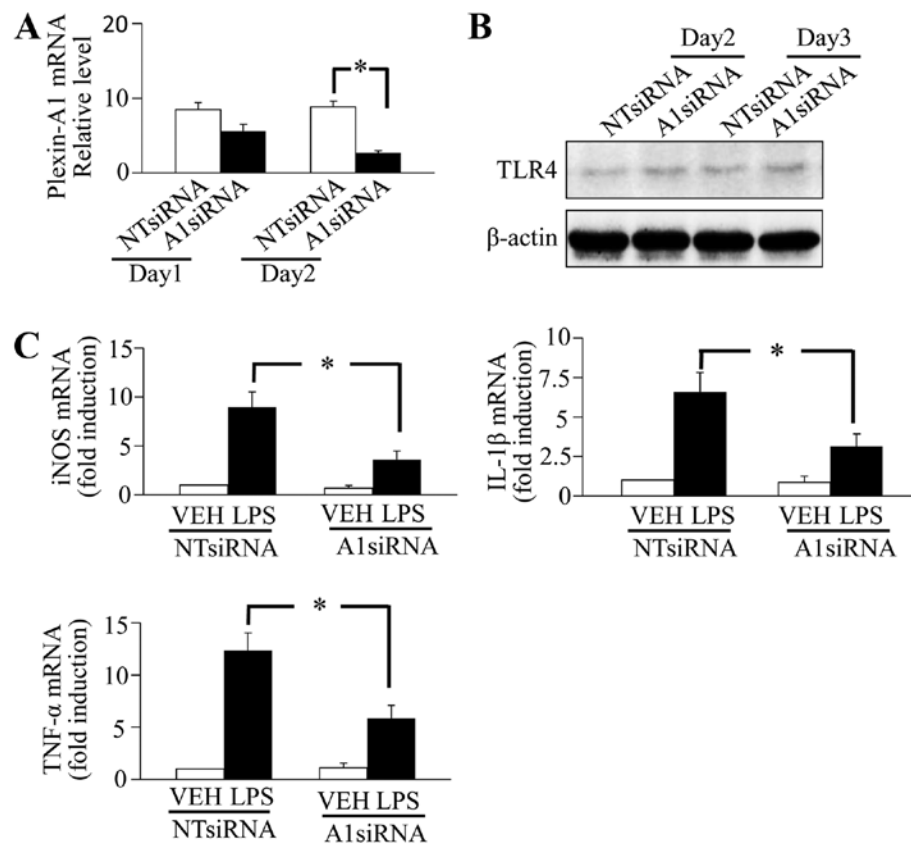 A
Plexin-A1 mRNA
Relative level
20
10
0
*
NTsiRNA
A1siRNA
NTsiRNA
A1siRNA
Day1
Day2
B
Day2
Day3
NTsiRNA
A1siRNA
NTsiRNA
A1siRNA
TLR4
β-actin
C
iNOS mRNA
(fold induction)
15
10
5
0
*
VEH LPS
VEH LPS
NTsiRNA
A1siRNA
IL-1β mRNA
(fold induction)
10
7.5
5
2.5
0
*
VEH LPS
VEH LPS
NTsiRNA
A1siRNA
TNF-α mRNA
(fold induction)
15
10
5
0
*
VEH LPS
VEH LPS
NTsiRNA
A1siRNA